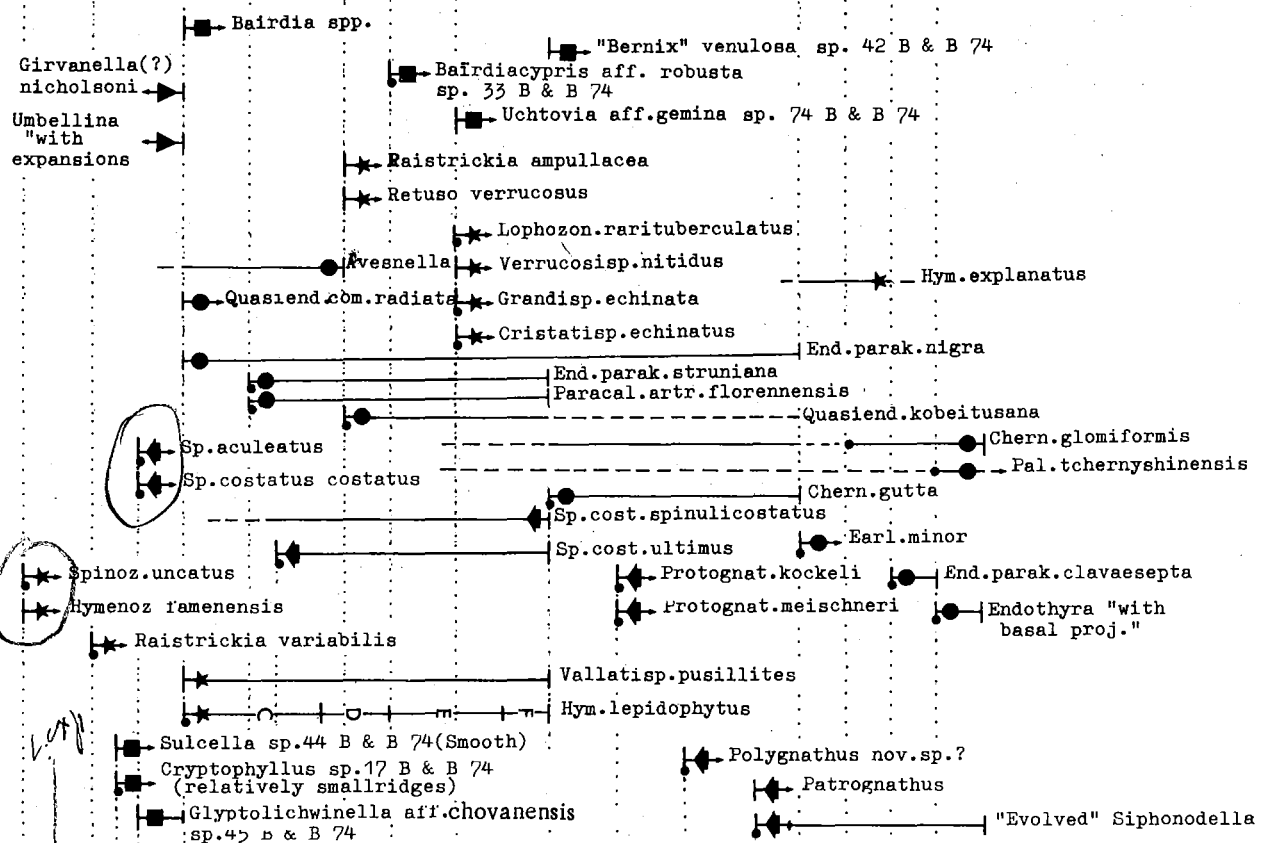 Bairdia spp.
"Bernix" venulosa sp. 42 B & B 74
Girvanella(?)
nicholsoni
Bairdiacypris aff. robusta
sp. 33 B & B 74
Umbellina
"with
expansions
Uchtovia aff.gemina sp. 74 B & B 74
Raistrickia ampullacea
Retuso verrucosus
Lophozon.rarituberculatus
Avesnella
Verrucosisp.nitidus
Hym.explanatus
Quasiend.com.radiata
Grandisp.echinata
Cristatisp.echinatus
End.parak.nigra
End.parak.struniana
Paracal.artr.florennensis
Quasiend.kobeitusana
Sp.aculeatus
Chern.glomiformis
Sp.costatus costatus
Pal.tchernyshinensis
Chern.gutta
Sp.cost.spinulicostatus
Earl.minor
Sp.cost.ultimus
Spinoz.uncatus
Protognat.kockeli
End.parak.clavaesepta
Hymenoz famenensis
Protognat.meischneri
Endothyra "with
basal proj."
Raistrickia variabilis
Vallatisp.pusillites
C D E F
Hym.lepidophytus
Sulcella sp.44 B & B 74(Smooth)
Polygnathus nov.sp.?
Cryptophyllus sp.17 B & B 74
(relatively smallridges)
Patrognathus
Glyptolichwinella aff.chovanensis
sp.45 B & B 74
"Evolved" Siphonodella